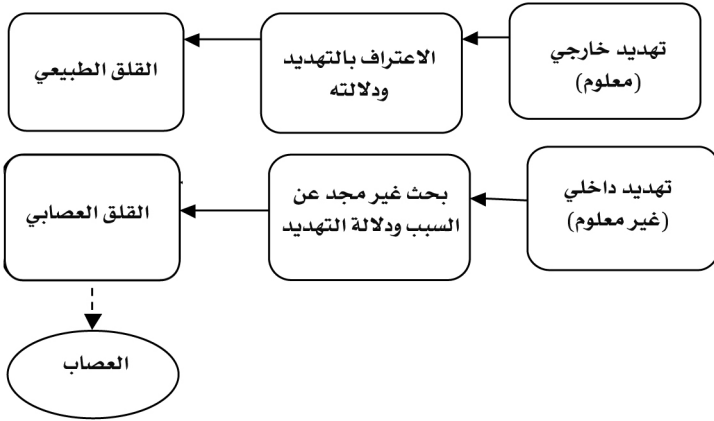 تهديد خارجي
(معلوم)
الاعتراف بالتهديد
ودلالته
القلق الطبيعي
تهديد داخلي
(غير معلوم)
بحث غير مجد عن
السبب ودلالة التهديد
القلق العصابي
العصاب